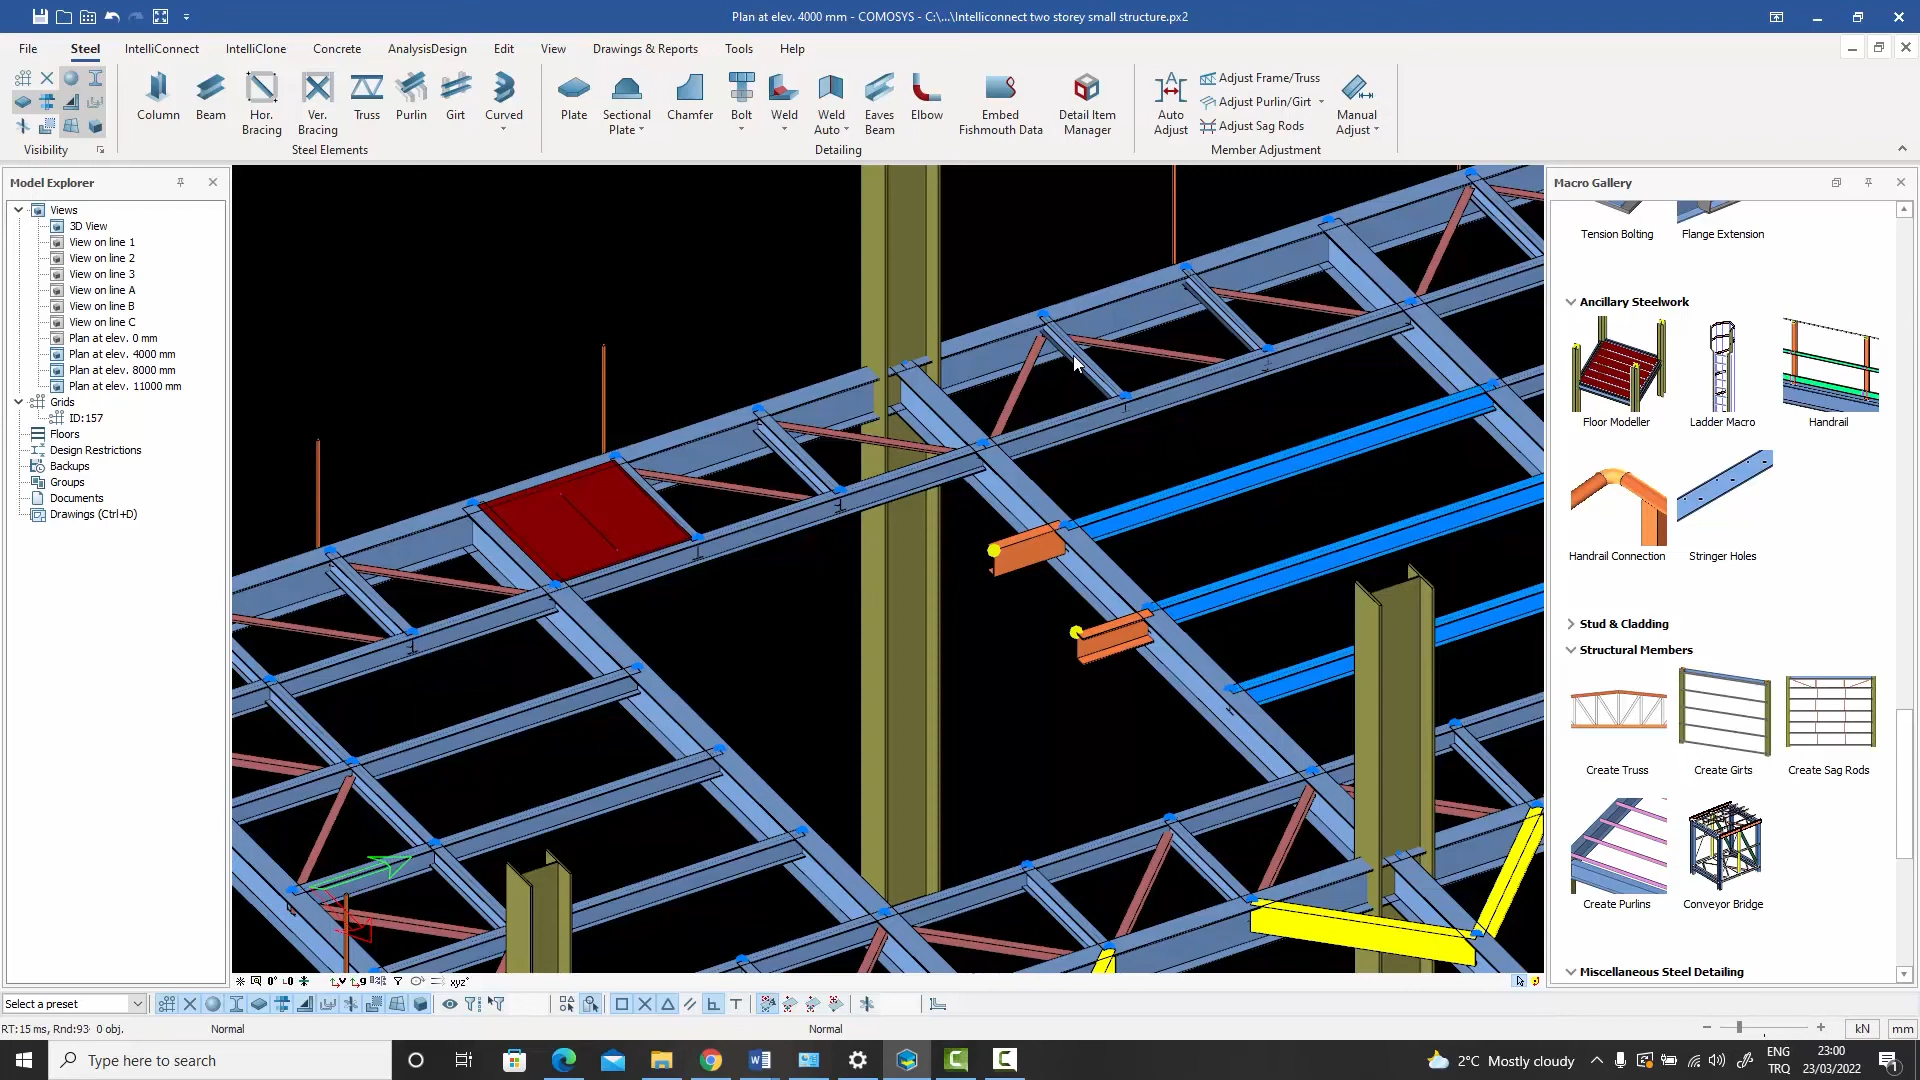 Plan at elev. 4000 mm - COMOSYS - C:\...\Intelliconnect two storey small structure.px2
File Steel IntelliConnect IntelliClone Concrete AnalysisDesign Edit View Drawings & Reports Tools Help
Column
Beam
Hor.
Bracing
Ver.
Bracing
Truss
Purlin
Girt
Curved
Plate
Sectional
Plate
Chamfer
Bolt
Weld
Weld
Auto
Eaves
Beam
Elbow
Embed
Fishmouth Data
Detail Item
Manager
Auto
Adjust
Adjust Frame/Truss
Adjust Purlin/Girt
Adjust Sag Rods
Manual
Adjust
Visibility
Steel Elements
Detailing
Member Adjustment
Model Explorer
Views
3D View
View on line 1
View on line 2
View on line 3
View on line A
View on line B
View on line C
Plan at elev. 0 mm
Plan at elev. 4000 mm
Plan at elev. 8000 mm
Plan at elev. 11000 mm
Grids
ID:157
Floors
Design Restrictions
Backups
Groups
Documents
Drawings (Ctrl+D)
Macro Gallery
Tension Bolting
Flange Extension
Ancillary Steelwork
Floor Modeller
Ladder Macro
Handrail
Handrail Connection
Stringer Holes
Stud & Cladding
Structural Members
Create Truss
Create Girts
Create Sag Rods
Create Purlins
Conveyor Bridge
Miscellaneous Steel Detailing
xyz
Select a preset
RT:15 ms, Rnd:93 0 obj.
Normal
Normal
kN
mm
Type here to search
2°C Mostly cloudy
ENG
TRQ
23:00
23/03/2022